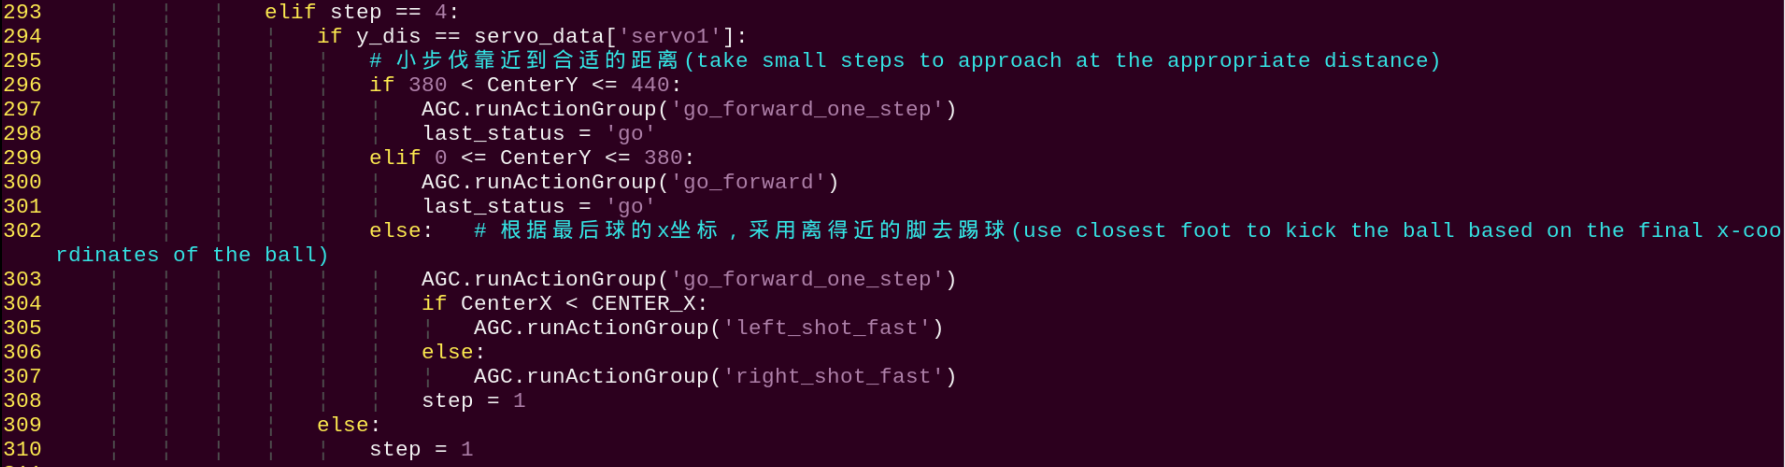 293 elif step == 4:
294 if y_dis == servo_data['servo1']:
295 # 小步伐靠近到合适的距离(take small steps to approach at the appropriate distance)
296 if 380 < CenterY <= 440:
297 AGC.runActionGroup('go_forward_one_step')
298 last_status = 'go'
299 elif 0 <= CenterY <= 380:
300 AGC.runActionGroup('go_forward')
301 last_status = 'go'
302 else: # 根据最后球的x坐标，采用离得近的脚去踢球(use closest foot to kick the ball based on the final x-coo
rdinates of the ball)
303 AGC.runActionGroup('go_forward_one_step')
304 if CenterX < CENTER_X:
305 AGC.runActionGroup('left_shot_fast')
306 else:
307 AGC.runActionGroup('right_shot_fast')
308 step = 1
309 else:
310 step = 1